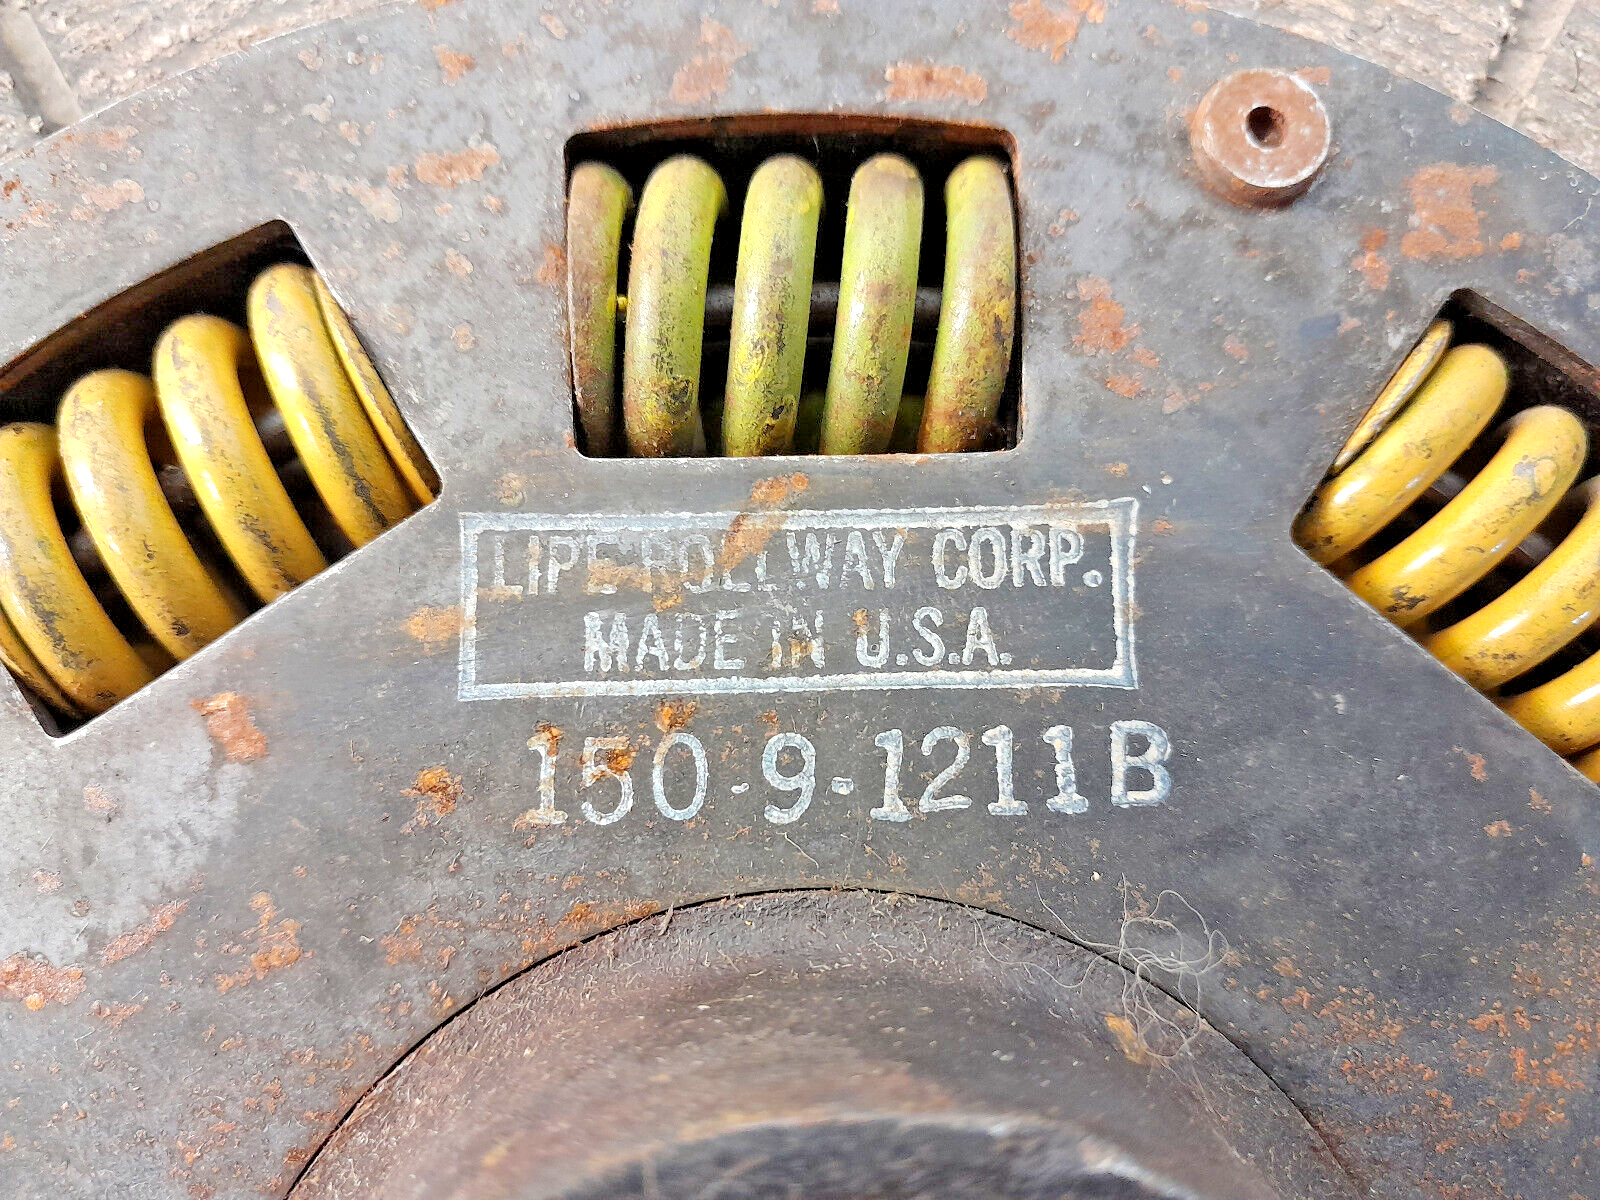 LIPE-ROLLWAY CORP.
MADE IN U.S.A.
150-9-1211B